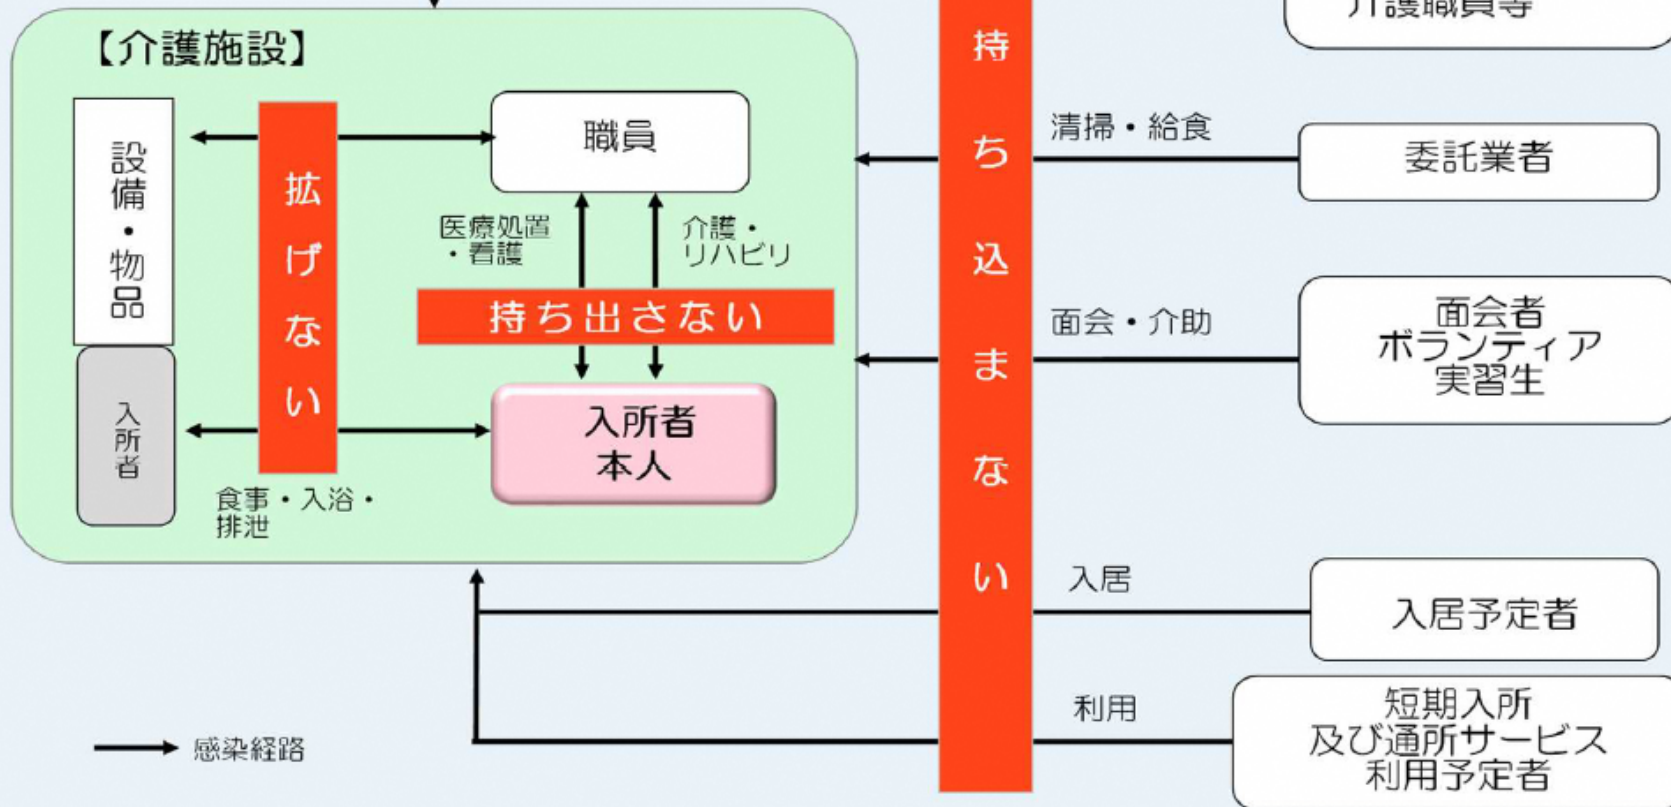 介護職員等
【介護施設】
設備・物品
拡げない
職員
医療処置
・看護
介護・
リハビリ
持ち出さない
入所者
入所者
本人
食事・入浴・
排泄
持ち込まない
清掃・給食
委託業者
面会・介助
面会者
ボランティア
実習生
入居
入居予定者
利用
短期入所
及び通所サービス
利用予定者
感染経路